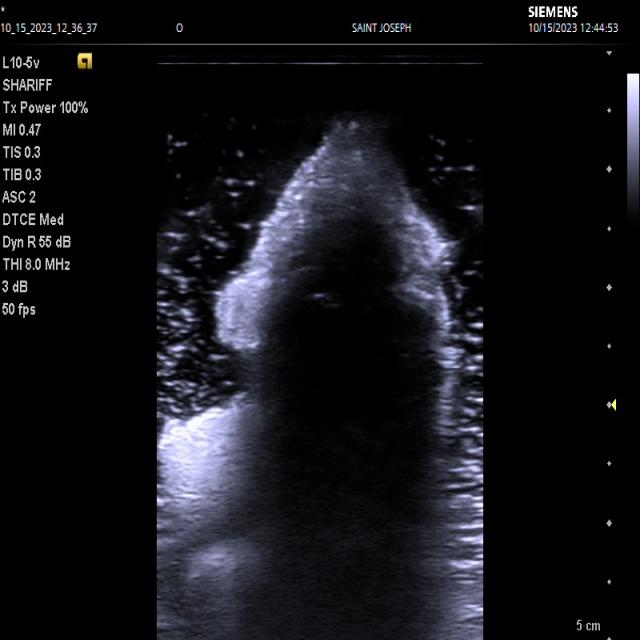 *
SIEMENS
10_15_2023_12_36_37 O SAINT JOSEPH 10/15/2023 12:44:53
L10-5v
SHARIFF
Tx Power 100%
MI 0.47
TIS 0.3
TIB 0.3
ASC 2
DTCE Med
Dyn R 55 dB
THI 8.0 MHz
3 dB
50 fps
5 cm